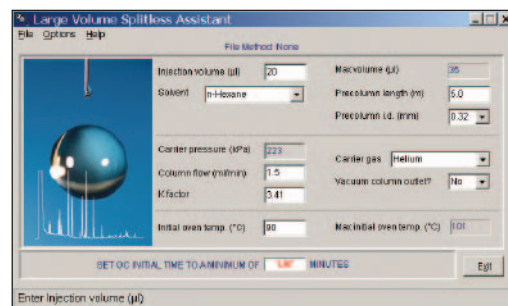 Large Volume Splitless Assistant
File Options Help
File Method: None
Injection volume (µl) 20
Max volume (µl) 35
Solvent n-Hexane
Precolumn length (m) 5.0
Precolumn i.d. (mm) 0.32
Carrier pressure (kPa) 223
Carrier gas Helium
Column flow (ml/min) 1.5
Vacuum column outlet? No
K factor 3.41
Initial oven temp. (°C) 90
Max initial oven temp. (°C) 101
SET OC INITIAL TIME TO A MINIMUM OF MINUTES
Exit
Enter Injection volume (µl)